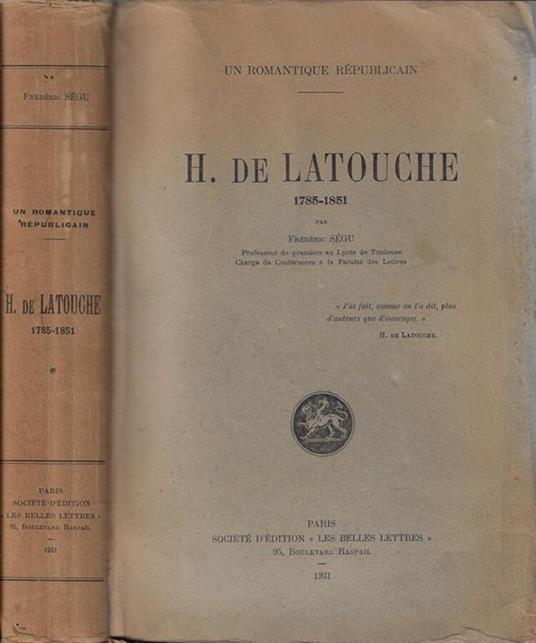 Frédéric SÉGU
UN ROMANTIQUE
RÉPUBLICAIN
H. DE LATOUCHE
1785-1851
PARIS
SOCIÉTÉ D'ÉDITION
« LES BELLES LETTRES »
95, Boulevard Raspail
1931
UN ROMANTIQUE RÉPUBLICAIN
H. DE LATOUCHE
1785-1851
PAR
Frédéric SÉGU
Professeur de première au Lycée de Toulouse
Chargé de Conférences à la Faculté des Lettres
« J'ai fait, comme on l'a dit, plus
d'auteurs que d'ouvrages. »
H. de Latouche.
PARIS
SOCIÉTÉ D'ÉDITION « LES BELLES LETTRES »
95, Boulevard Raspail
1931